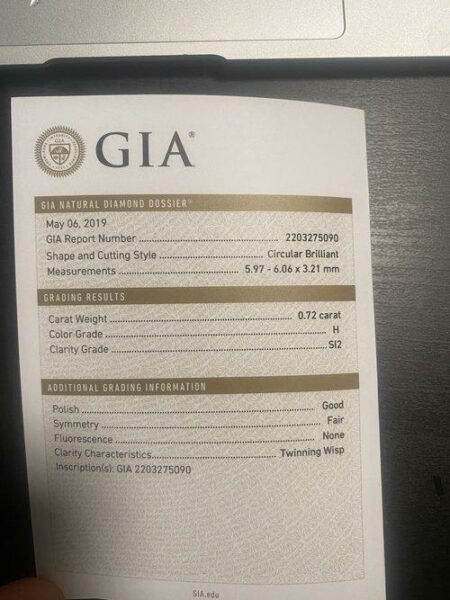 GIA®
GIA NATURAL DIAMOND DOSSIER®
May 06, 2019
GIA Report Number 2203275090
Shape and Cutting Style Circular Brilliant
Measurements 5.97 - 6.06 x 3.21 mm
GRADING RESULTS
Carat Weight 0.72 carat
Color Grade H
Clarity Grade SI2
ADDITIONAL GRADING INFORMATION
Polish Good
Symmetry Fair
Fluorescence None
Clarity Characteristics Twinning Wisp
Inscription(s): GIA 2203275090
GIA.edu